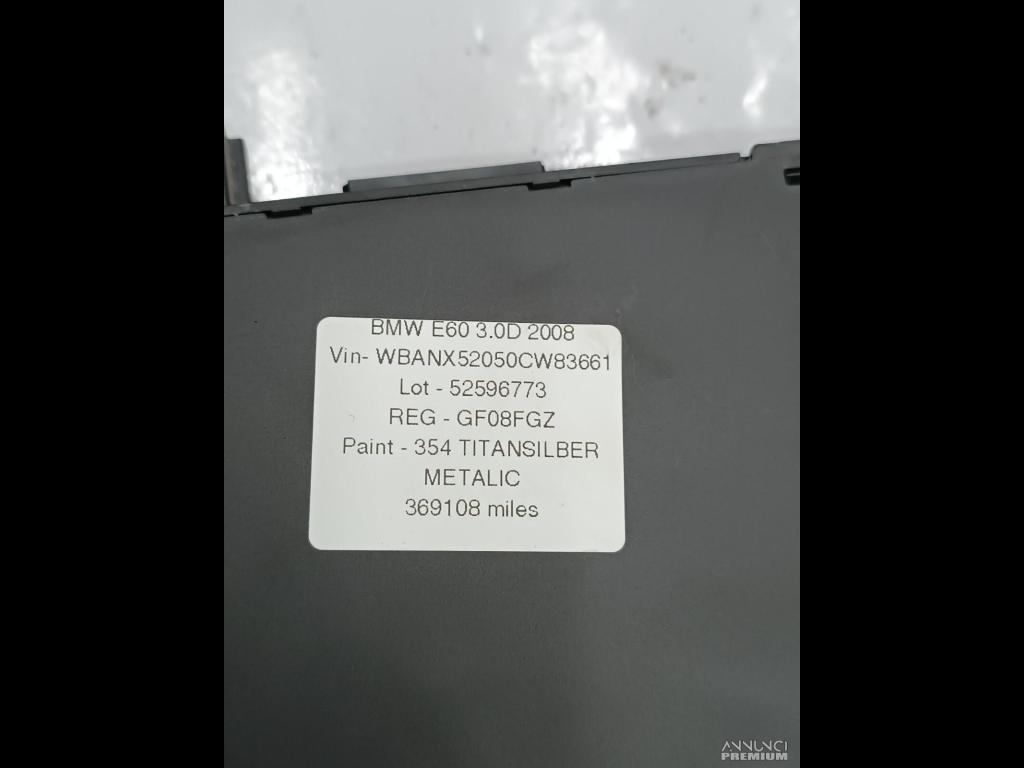 BMW E60 3.0D 2008
Vin- WBANX52050CW83661
Lot - 52596773
REG - GF08FGZ
Paint - 354 TITANSILBER
METALIC
369108 miles
ANNUNCI
PREMIUM